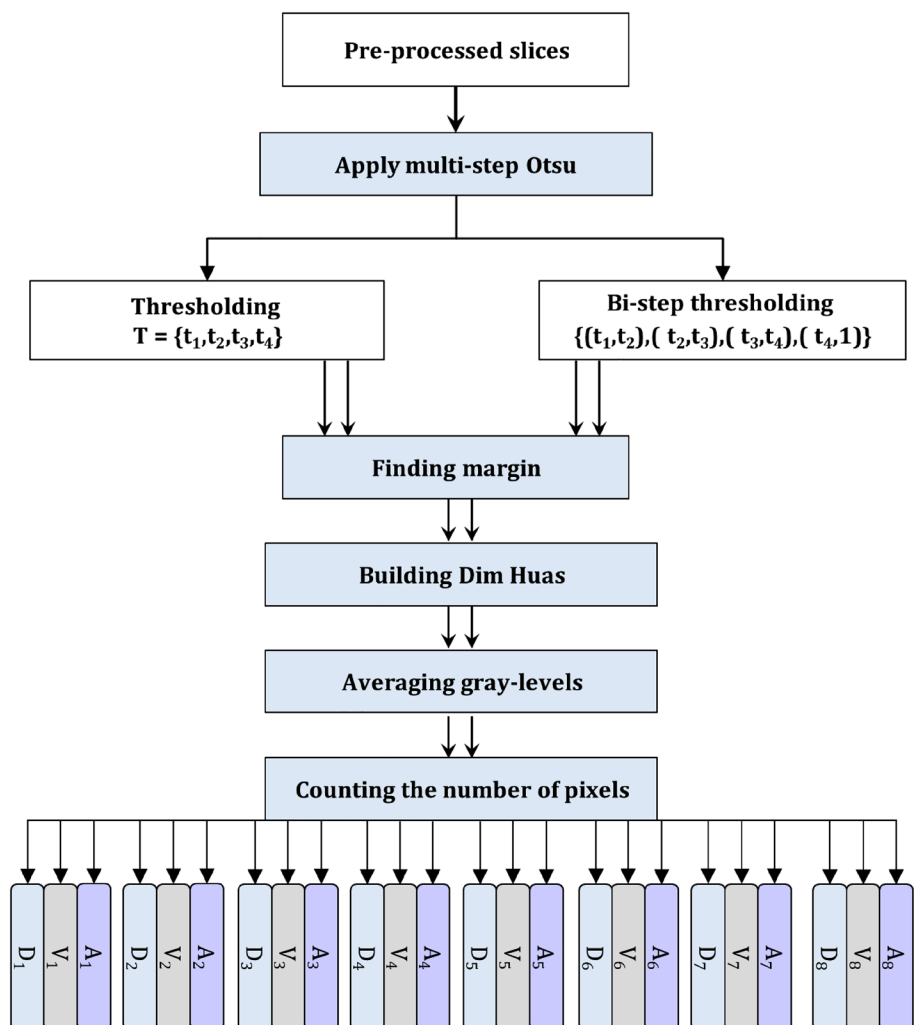 Pre-processed slices
Apply multi-step Otsu
Thresholding
T = {t₁,t₂,t₃,t₄}
Bi-step thresholding
{(t₁,t₂),( t₂,t₃),( t₃,t₄),( t₄,1)}
Finding margin
Building Dim Huas
Averaging gray-levels
Counting the number of pixels
D₁
V₁
A₁
D₂
V₂
A₂
D₃
V₃
A₃
D₄
V₄
A₄
D₅
V₅
A₅
D₆
V₆
A₆
D₇
V₇
A₇
D₈
V₈
A₈